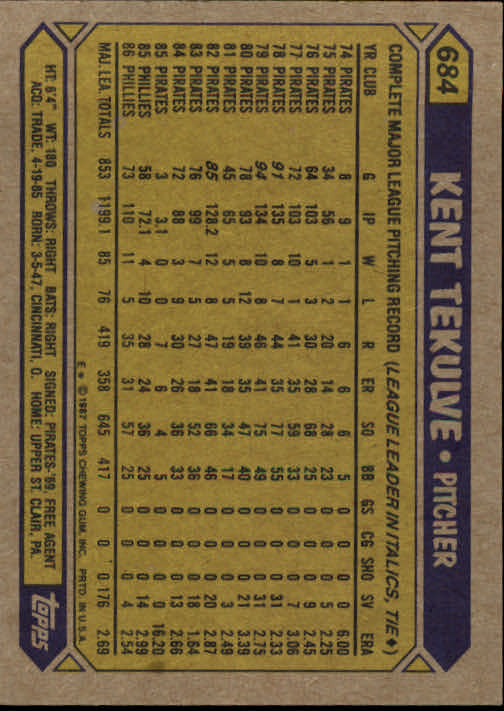 684
KENT TEKULVE • PITCHER
COMPLETE MAJOR LEAGUE PITCHING RECORD (LEAGUE LEADER IN ITALICS, TIE ♦)
YR CLUB G IP W L R ER SO BB GS CG SHO SV ERA
74 PIRATES 8 9 1 1 6 6 6 5 0 0 0 0 6.00
75 PIRATES 34 56 1 2 20 14 28 23 0 0 0 5 2.25
76 PIRATES 64 103 5 3 30 28 68 25 0 0 0 9 2.45
77 PIRATES 72 103 10 1 41 35 59 33 0 0 0 7 3.06
78 PIRATES 91 135 8 7 44 35 77 55 0 0 0 31 2.33
79 PIRATES 94 134 10 8 46 41 75 49 0 0 0 31 2.75
80 PIRATES 78 93 8 12 39 35 47 40 0 0 0 21 3.39
81 PIRATES 45 65 5 5 19 18 34 17 0 0 0 3 2.49
82 PIRATES 85 128.2 12 8 47 41 66 46 0 0 0 20 2.87
83 PIRATES 76 99 7 5 27 18 52 36 0 0 0 18 1.64
84 PIRATES 72 88 3 9 30 26 36 33 0 0 0 13 2.66
85 PIRATES 3 3.1 0 0 7 6 4 5 0 0 0 0 16.20
85 PHILLIES 58 72.1 4 10 28 24 36 25 0 0 0 14 2.99
86 PHILLIES 73 110 11 5 35 31 57 25 0 0 0 4 2.54
MAJ. LEA. TOTALS 853 1199.1 85 76 419 358 645 417 0 0 0 176 2.69
© 1987 TOPPS CHEWING GUM, INC. PRTD. IN U.S.A.
HT: 6'4" WT: 180 THROWS: RIGHT BATS: RIGHT SIGNED: PIRATES-'69, FREE AGENT
ACQ: TRADE, 4-19-85 BORN: 3-5-47, CINCINNATI, O. HOME: UPPER ST. CLAIR, PA.
TOPPS